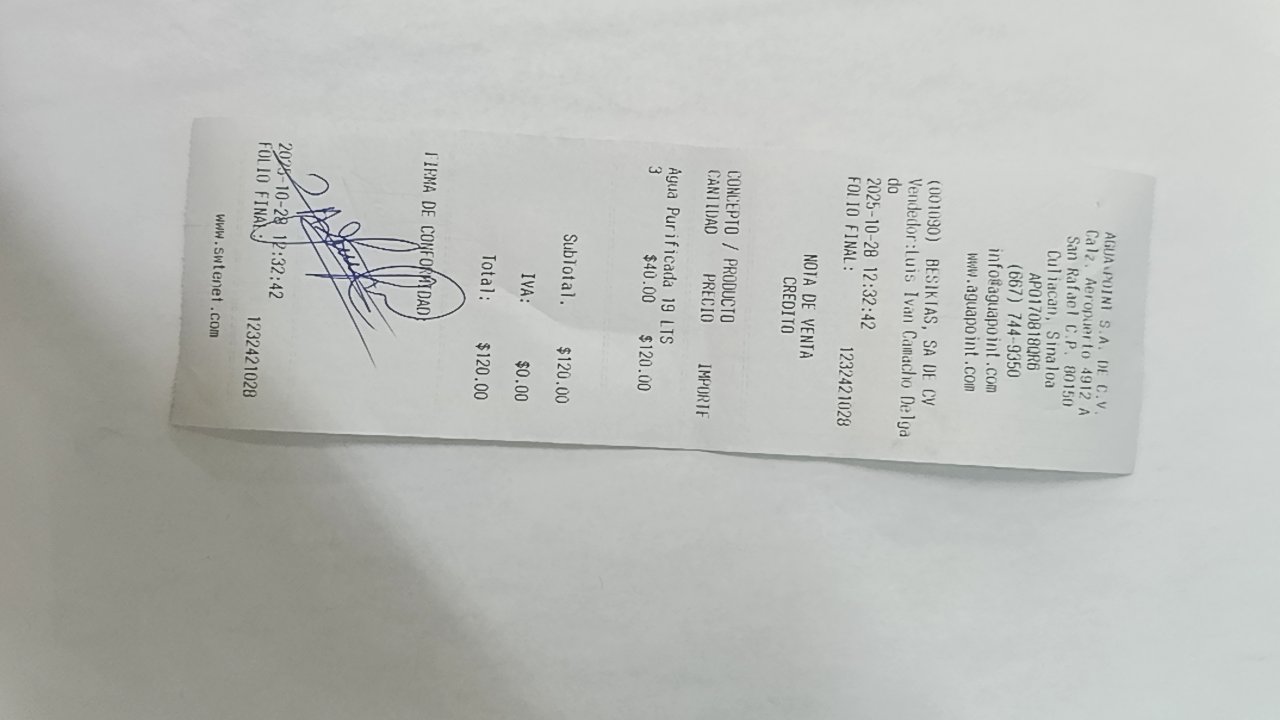 AGUA POINT S.A. DE C.V.
Calz. Aeropuerto 4912 A
San Rafael C.P. 80150
Culiacan, Sinaloa
APO170818QR6
(667) 744-9350
info@aguapoint.com
www.aguapoint.com
(001090) BESIKTAS, SA DE CV
Vendedor:Luis Ivan Camacho Delga
do
2025-10-28 12:32:42
FOLIO FINAL: 1232421028
NOTA DE VENTA
CREDITO
CONCEPTO / PRODUCTO
CANTIDAD PRECIO IMPORTE
Agua Purificada 19 LTS
3 $40.00 $120.00
SubTotal. $120.00
IVA: $0.00
Total: $120.00
FIRMA DE CONFORMIDAD:
2025-10-28 12:32:42
FOLIO FINAL: 1232421028
www.swtenet.com